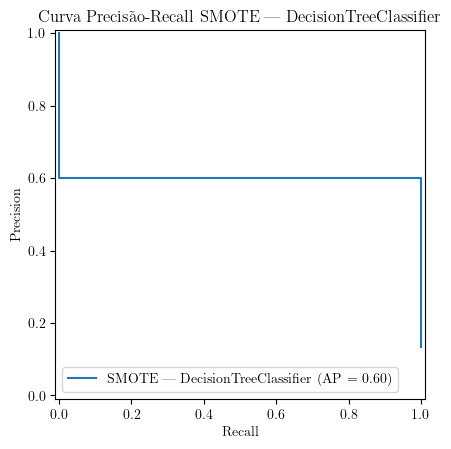 Curva Precisão-Recall SMOTE — DecisionTreeClassifier
1.0
0.8
0.6
0.4
0.2
0.0
Precision
SMOTE — DecisionTreeClassifier (AP = 0.60)
0.0 0.2 0.4 0.6 0.8 1.0
Recall